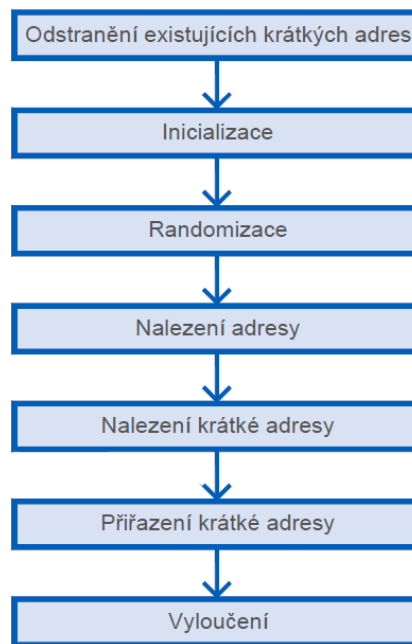 Odstranění existujících krátkých adres
Inicializace
Randomizace
Nalezení adresy
Nalezení krátké adresy
Přiřazení krátké adresy
Vyloučení